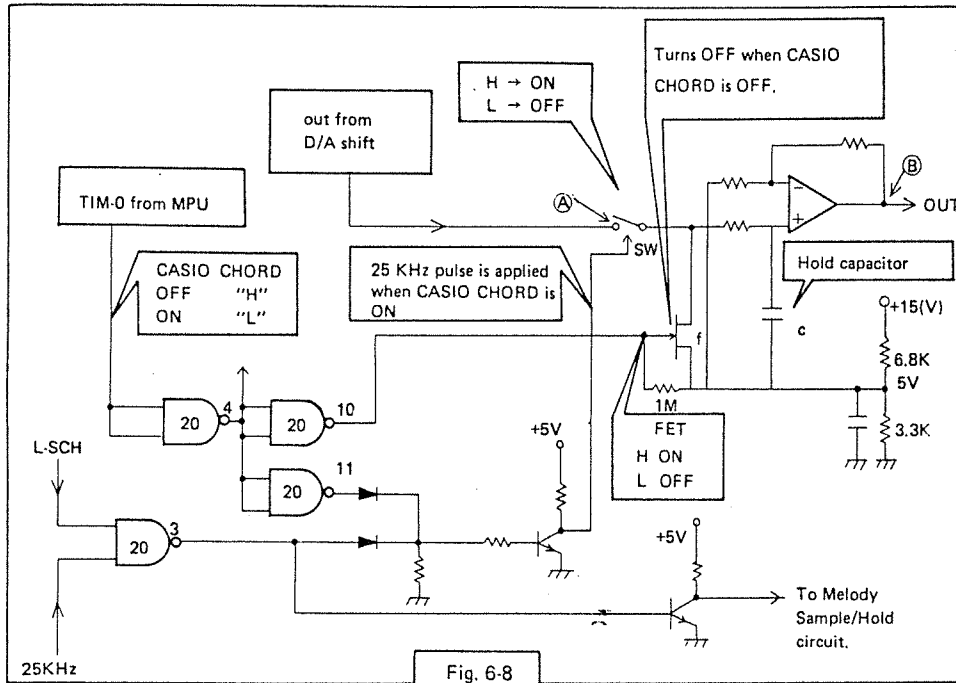 Turns OFF when CASIO
CHORD is OFF.
H → ON
L → OFF
out from
D/A shift
TIM-0 from MPU
CASIO CHORD
OFF "H"
ON "L"
25 KHz pulse is applied
when CASIO CHORD is
ON
A
SW
B
OUT
−
+
Hold capacitor
c
f
+15(V)
6.8K
5V
3.3K
1M
FET
H ON
L OFF
20
4
20
10
20
11
L-SCH
20
3
25KHz
+5V
+5V
To Melody
Sample/Hold
circuit.
Fig. 6-8